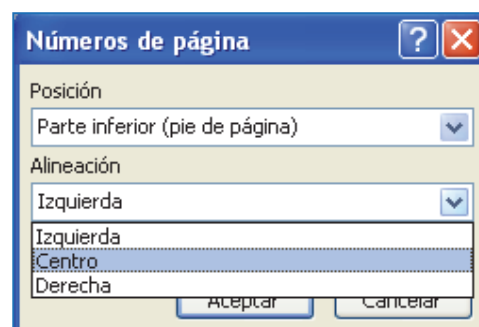 Números de página
Posición
Parte inferior (pie de página)
Alineación
Izquierda
Izquierda
Centro
Derecha
Aceptar Cancelar